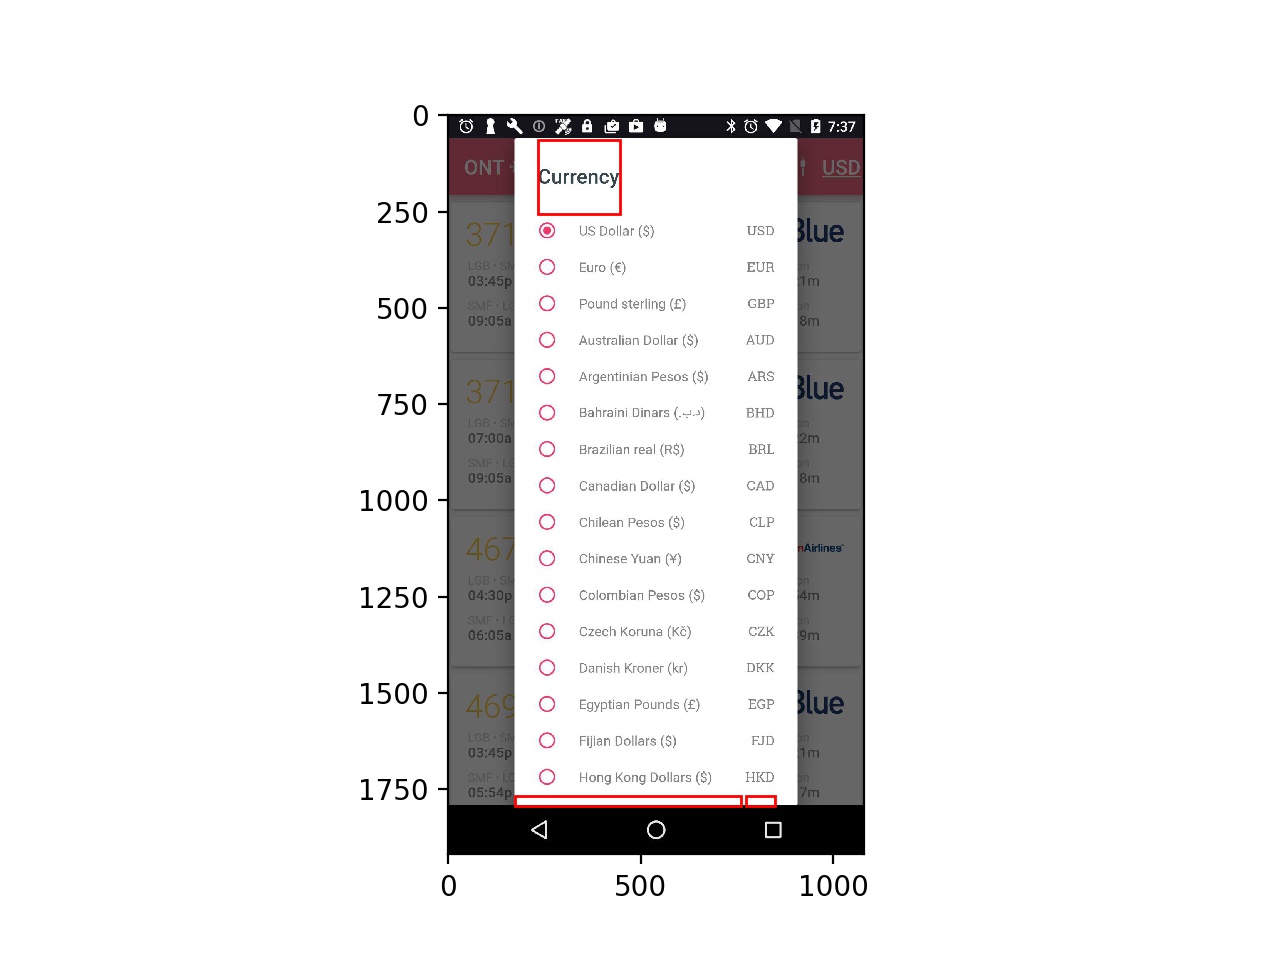 0
7:37
ONT
USD
Currency
250
371
Blue
US Dollar ($) USD
LGB • SM
03:45p
1m
Euro (€) EUR
500
SMF • LG
09:05a
8m
Pound sterling (£) GBP
Australian Dollar ($) AUD
750
371
Blue
Argentinian Pesos ($) ARS
LGB • SM
07:00a
2m
Bahraini Dinars (د.ب.) BHD
SMF • LG
09:05a
8m
Brazilian real (R$) BRL
1000
Canadian Dollar ($) CAD
Chilean Pesos ($) CLP
467
nAirlines
Chinese Yuan (¥) CNY
1250
LGB • SM
04:30p
4m
Colombian Pesos ($) COP
SMF • LG
06:05a
9m
Czech Koruna (Kč) CZK
Danish Kroner (kr) DKK
1500
469
Blue
Egyptian Pounds (£) EGP
LGB • SM
03:45p
1m
Fijian Dollars ($) FJD
1750
SMF • LG
05:54p
7m
Hong Kong Dollars ($) HKD
0 500 1000